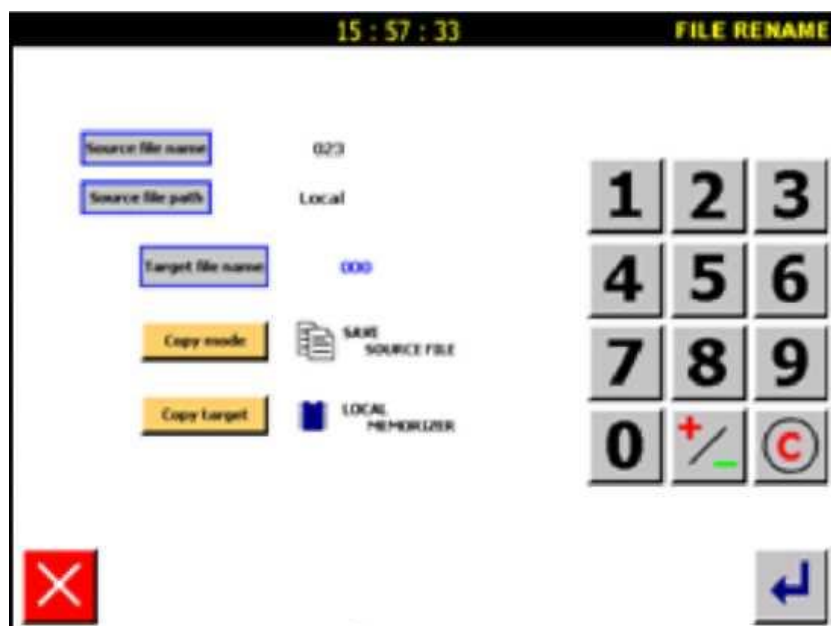 15 : 57 : 33 FILE RENAME
Source file name 023
Source file path Local
Target file name 000
Copy mode SAVE SOURCE FILE
Copy target LOCAL MEMORIZER
1 2 3
4 5 6
7 8 9
0 +/- C